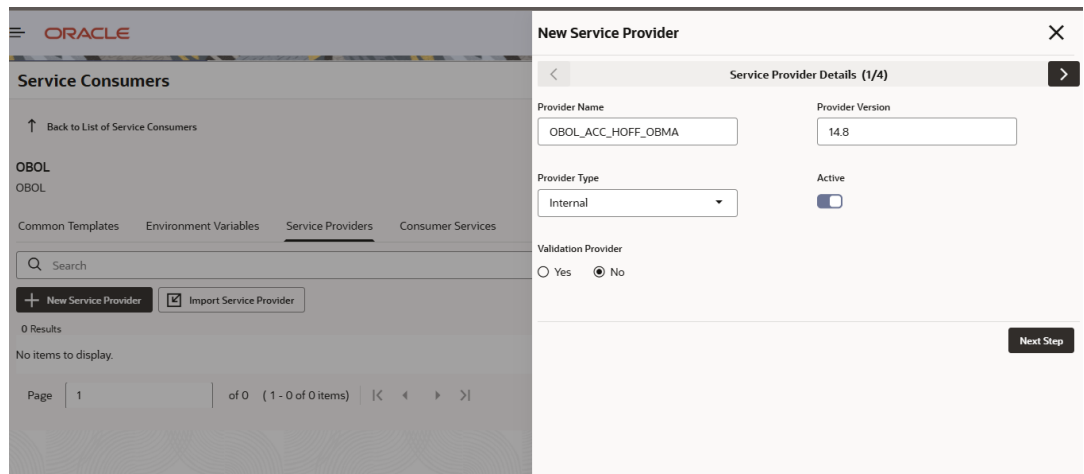 ORACLE
Service Consumers
Back to List of Service Consumers
OBOL
OBOL
Common Templates Environment Variables Service Providers Consumer Services
Search
New Service Provider Import Service Provider
0 Results
No items to display.
Page 1 of 0 (1 - 0 of 0 items)
New Service Provider
Service Provider Details (1/4)
Provider Name Provider Version
OBOL_ACC_HOFF_OBMA 14.8
Provider Type Active
Internal
Validation Provider
Yes No
Next Step